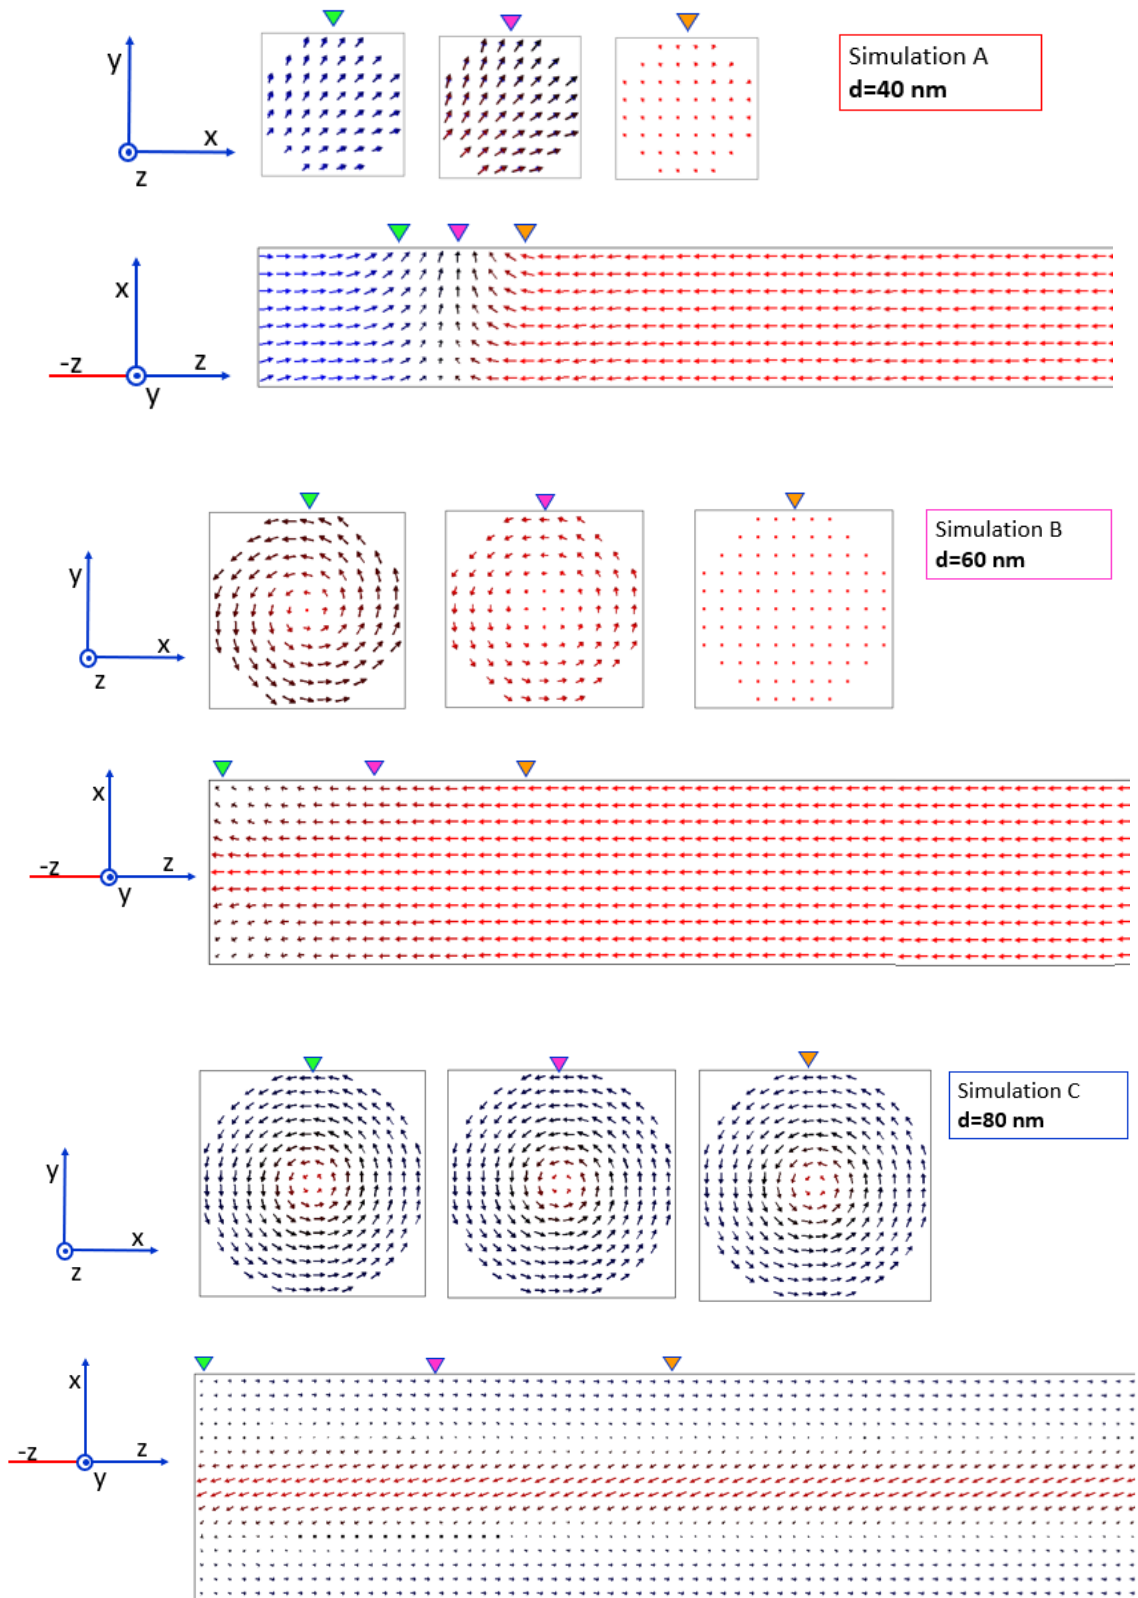 y
x
z
Simulation A
d=40 nm
x
-z
z
y
y
x
z
Simulation B
d=60 nm
x
-z
z
y
y
x
z
Simulation C
d=80 nm
x
-z
z
y